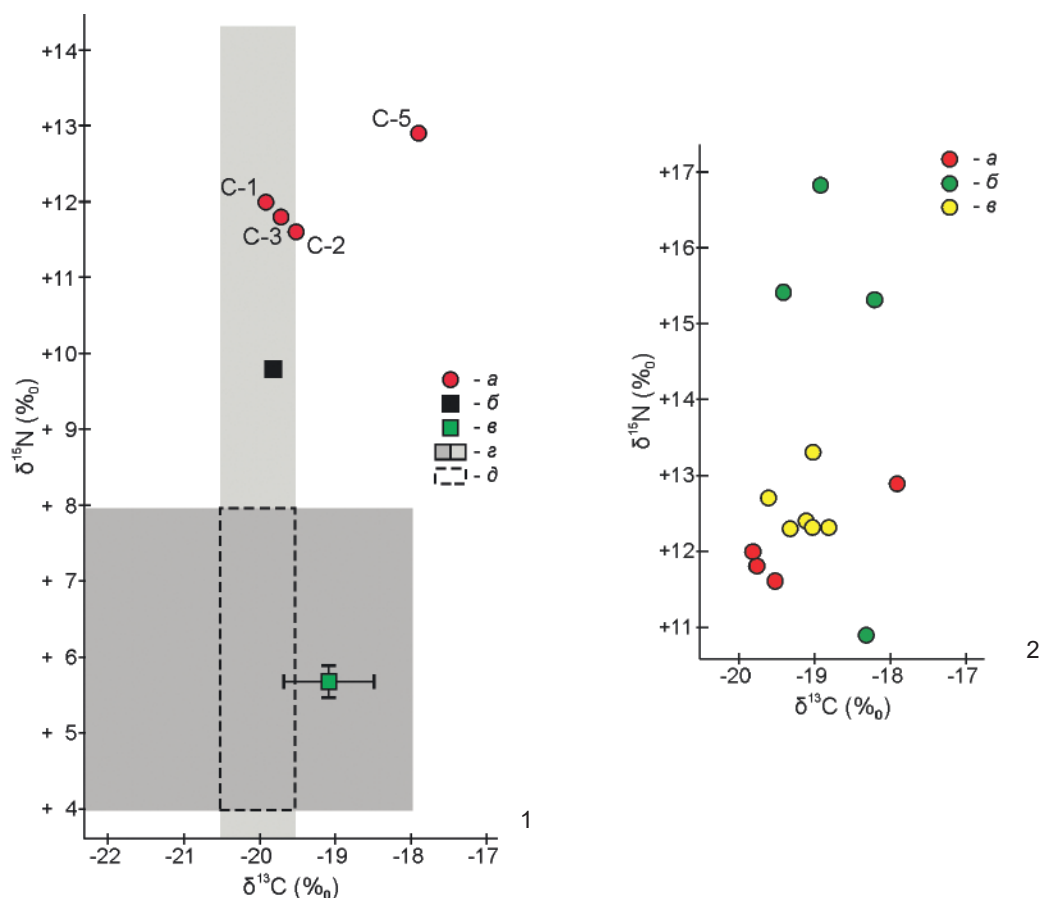 +14
+13
+12
+11
+10
+ 9
+ 8
+ 7
+ 6
+ 5
+ 4
δ¹⁵N (‰)
C-5
C-1
C-3
C-2
- а
- б
- в
- г
- д
-22 -21 -20 -19 -18 -17
δ¹³C (‰)
1
+17
+16
+15
+14
+13
+12
+11
δ¹⁵N (‰)
- а
- б
- в
-20 -19 -18 -17
δ¹³C (‰)
2